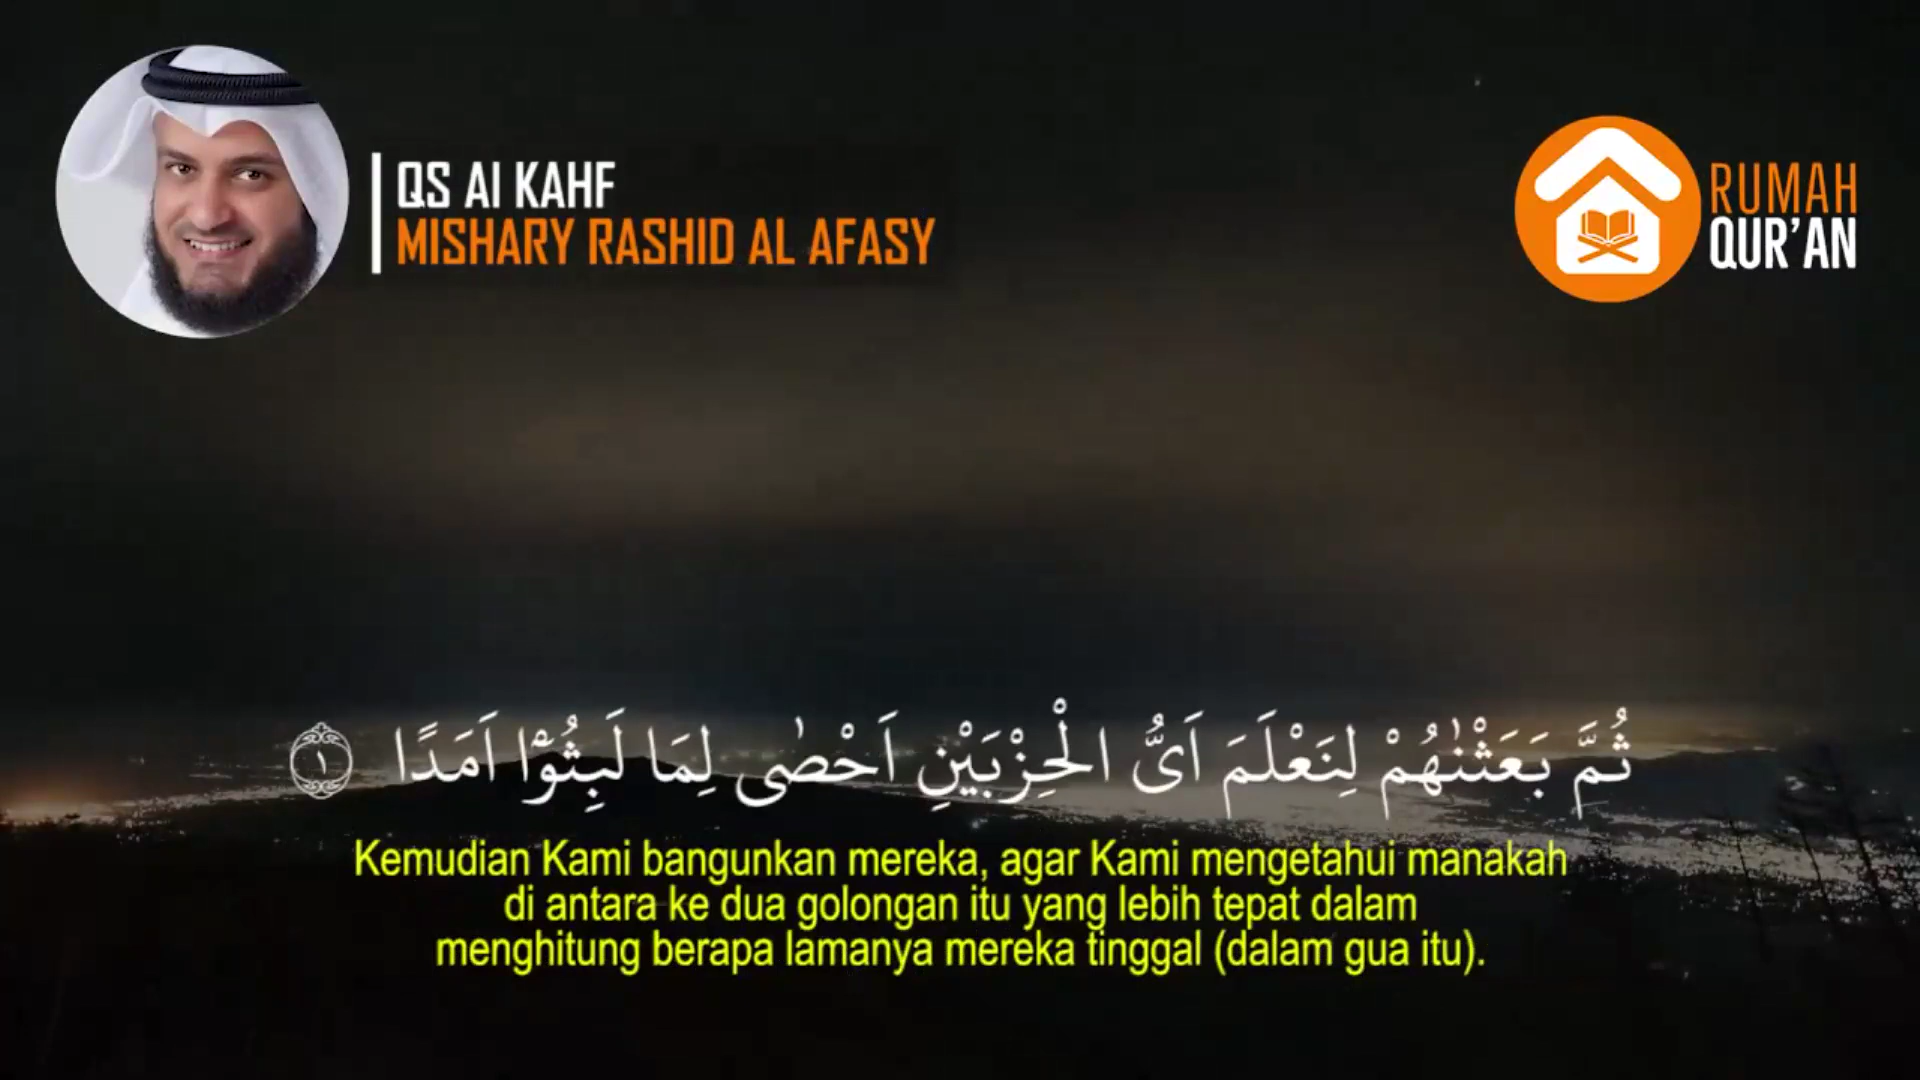 QS Al KAHF
MISHARY RASHID AL AFASY
RUMAH
QUR'AN
ثُمَّ بَعَثْنٰهُمْ لِنَعْلَمَ اَيُّ الْحِزْبَيْنِ اَحْصٰى لِمَا لَبِثُوْٓا اَمَدًا ١
Kemudian Kami bangunkan mereka, agar Kami mengetahui manakah
di antara ke dua golongan itu yang lebih tepat dalam
menghitung berapa lamanya mereka tinggal (dalam gua itu).